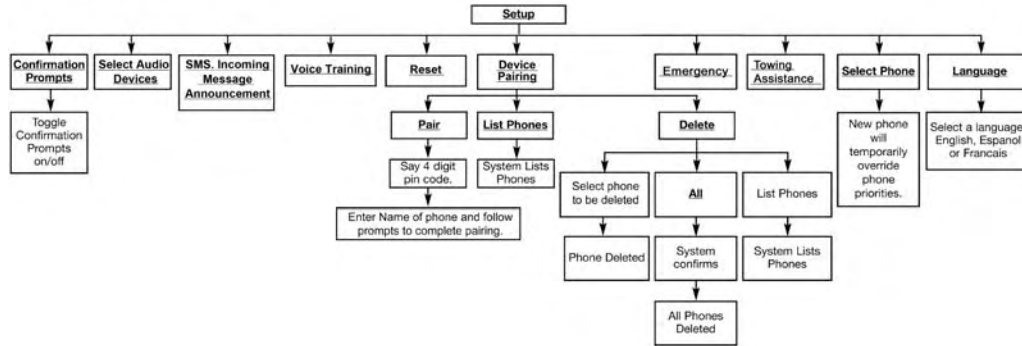 Setup
Confirmation
Prompts
Select Audio
Devices
SMS. Incoming
Message
Announcement
Voice Training
Reset
Device
Pairing
Emergency
Towing
Assistance
Select Phone
Language
Toggle
Confirmation
Prompts
on/off
Pair
List Phones
Delete
New phone
will
temporarily
override
phone
priorities.
Select a language
English, Espanol
or Francais
Say 4 digit
pin code.
System Lists
Phones
Select phone
to be deleted
All
List Phones
Enter Name of phone and follow
prompts to complete pairing.
Phone Deleted
System
confirms
System Lists
Phones
All Phones
Deleted